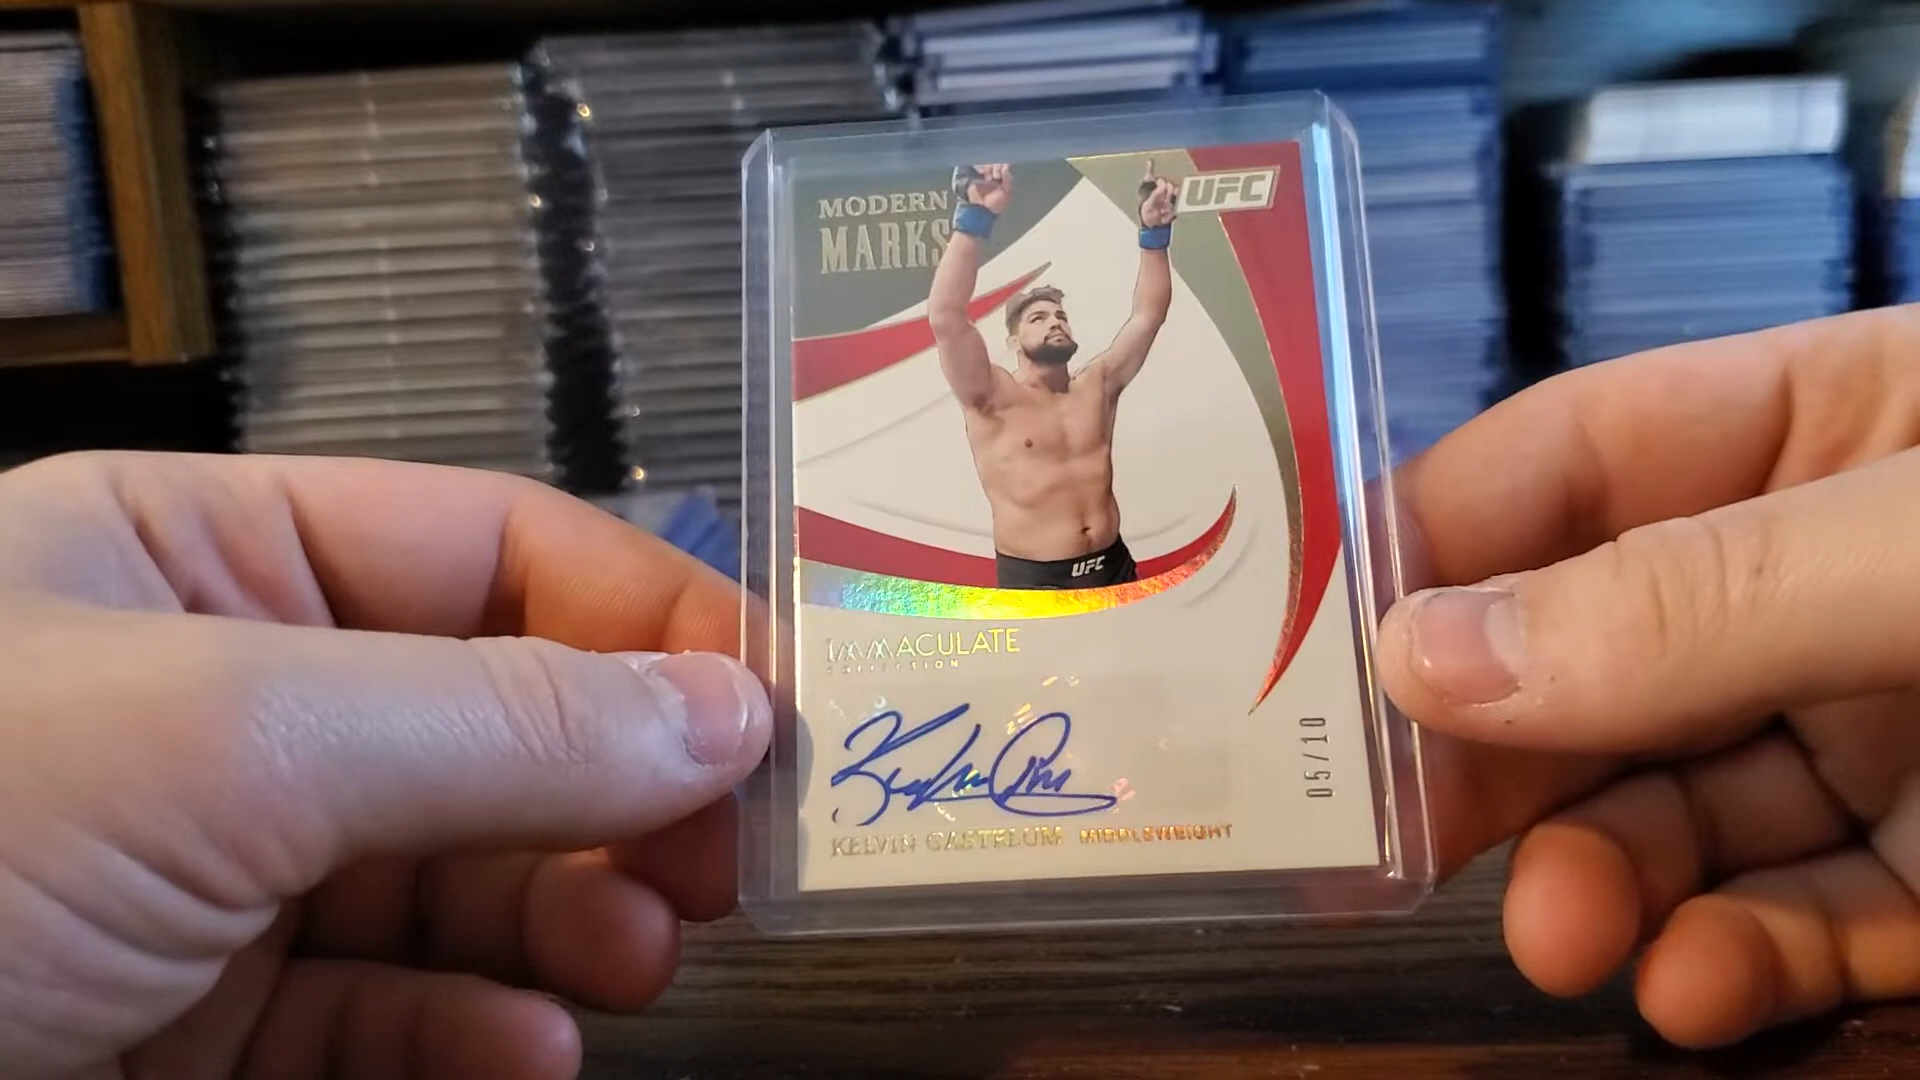 MODERN
MARKS
UFC
UFC
IMMACULATE
COLLECTION
05/10
KELVIN GASTELUM MIDDLEWEIGHT